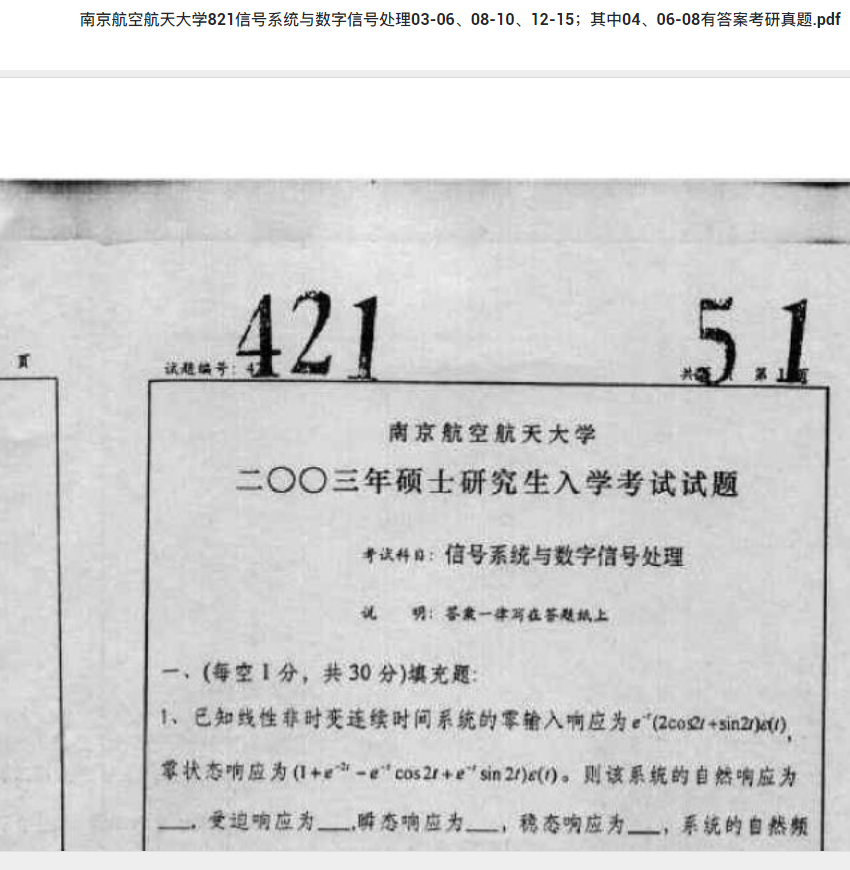 南京航空航天大学821信号系统与数字信号处理03-06、08-10、12-15；其中04、06-08有答案考研真题.pdf
421
51
页
试题编号：4
共 第1页
南京航空航天大学
二〇〇三年硕士研究生入学考试试题
考试科目：信号系统与数字信号处理
说 明：答案一律写在答题纸上
一、(每空1分，共30分)填充题:
1、已知线性非时变连续时间系统的零输入响应为e⁻ᵗ(2cos2t+sin2t)ε(t),
零状态响应为(1+e⁻²ᵗ-e⁻ᵗcos2t+e⁻ᵗsin2t)ε(t)。则该系统的自然响应为
___，受迫响应为___,瞬态响应为___，稳态响应为___，系统的自然频